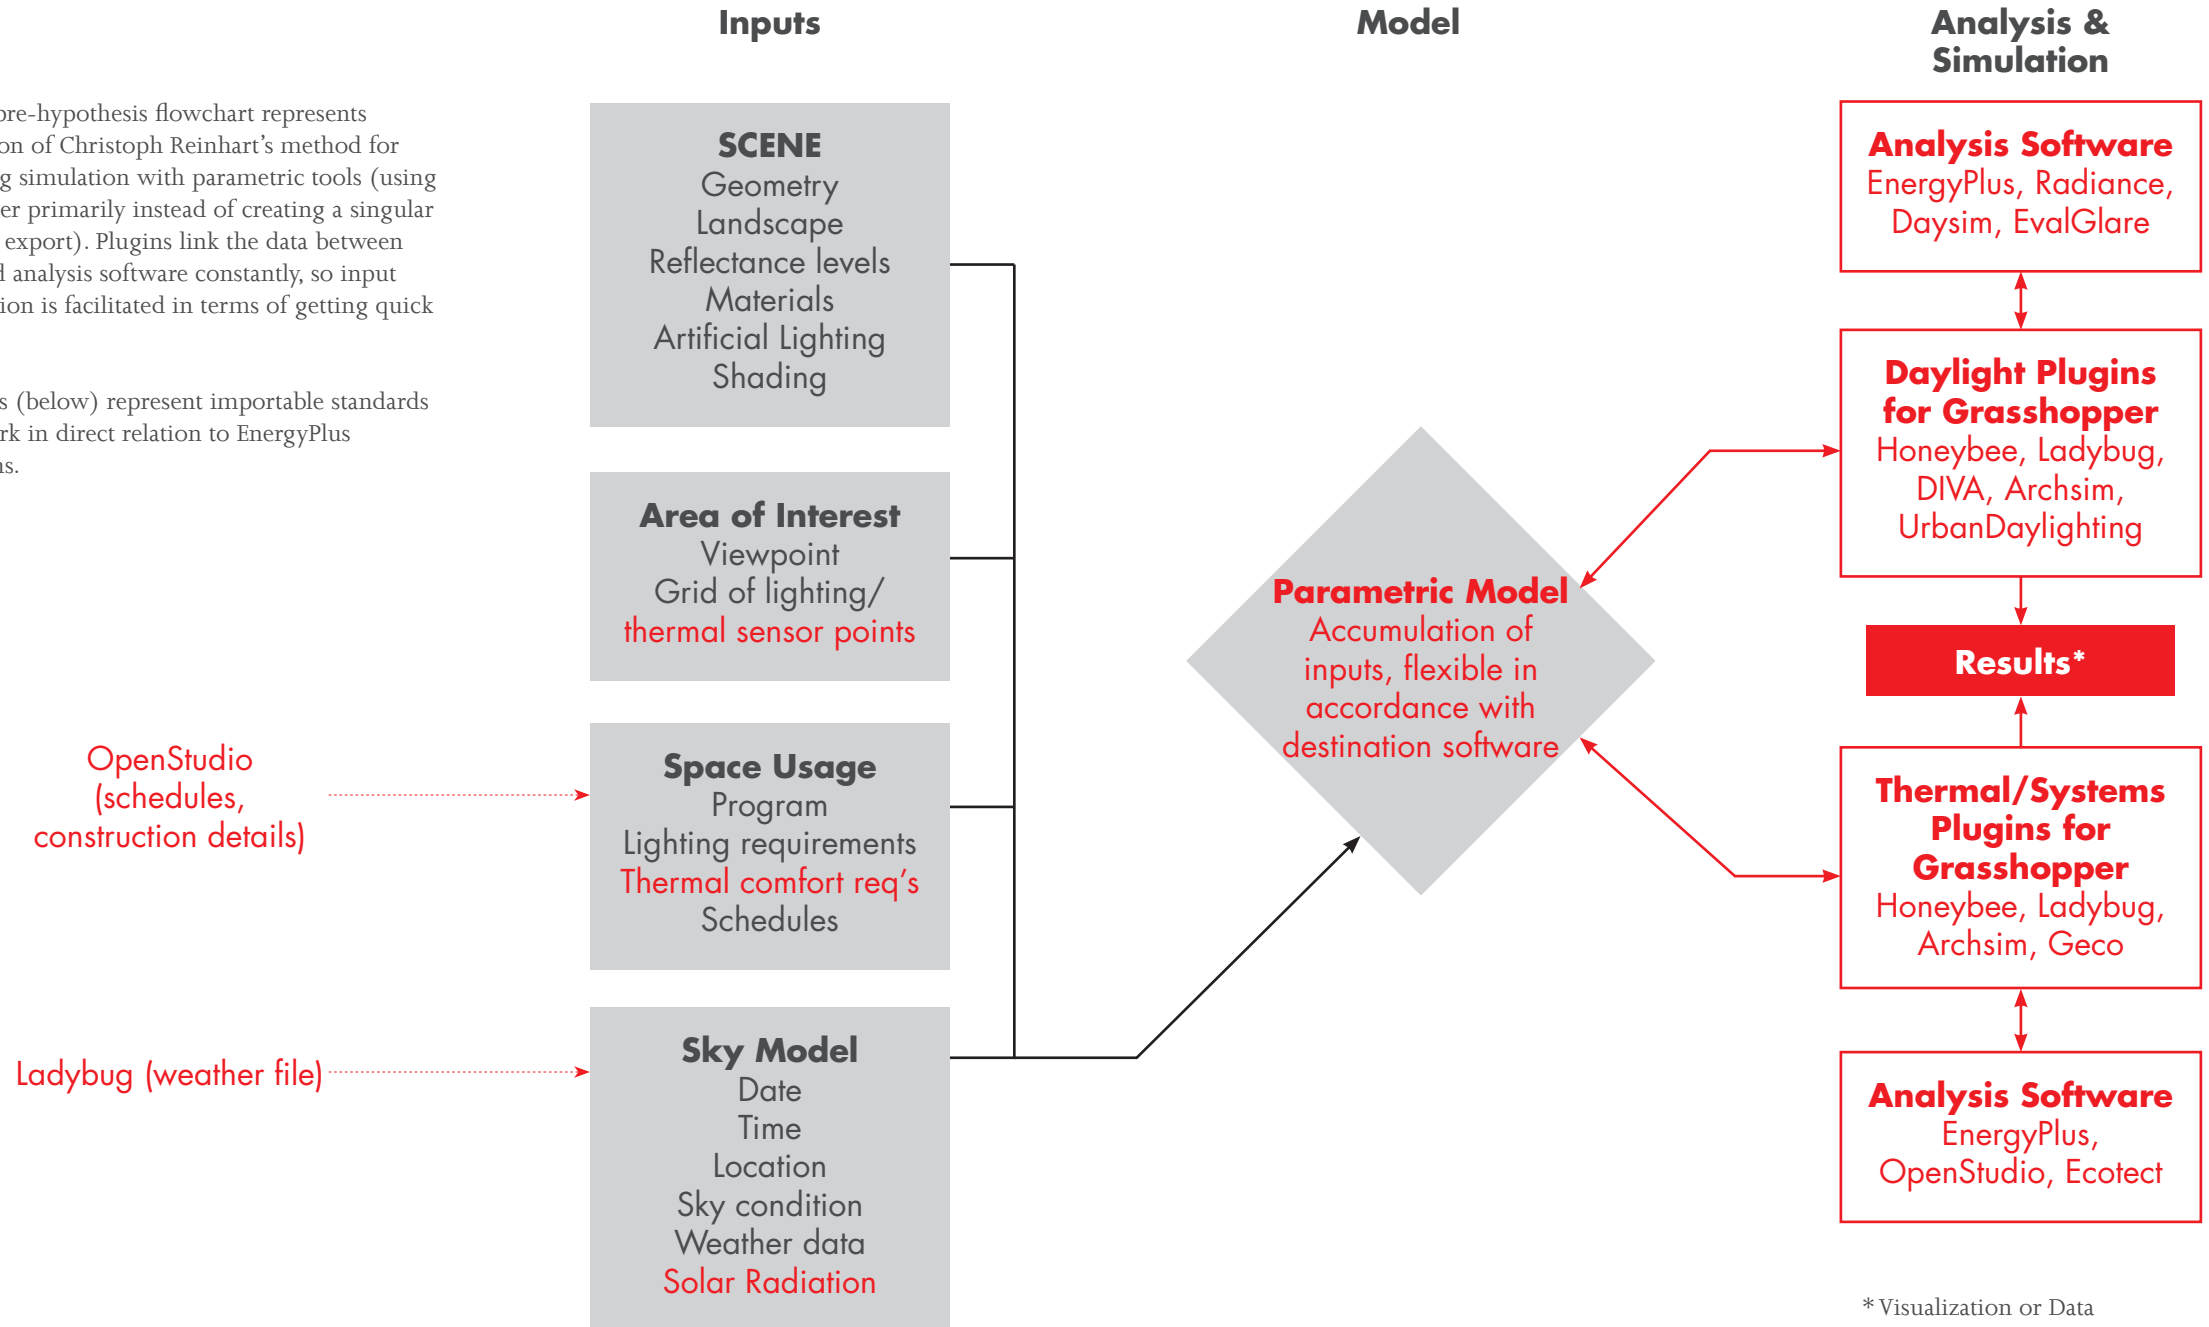 Inputs
Model
Analysis &
Simulation
pre-hypothesis flowchart represents
on of Christoph Reinhart's method for
g simulation with parametric tools (using
er primarily instead of creating a singular
export). Plugins link the data between
d analysis software constantly, so input
ion is facilitated in terms of getting quick
s (below) represent importable standards
rk in direct relation to EnergyPlus
ns.
OpenStudio
(schedules,
construction details)
Ladybug (weather file)
SCENE
Geometry
Landscape
Reflectance levels
Materials
Artificial Lighting
Shading
Area of Interest
Viewpoint
Grid of lighting/
thermal sensor points
Space Usage
Program
Lighting requirements
Thermal comfort req's
Schedules
Sky Model
Date
Time
Location
Sky condition
Weather data
Solar Radiation
Parametric Model
Accumulation of
inputs, flexible in
accordance with
destination software
Analysis Software
EnergyPlus, Radiance,
Daysim, EvalGlare
Daylight Plugins
for Grasshopper
Honeybee, Ladybug,
DIVA, Archsim,
UrbanDaylighting
Results*
Thermal/Systems
Plugins for
Grasshopper
Honeybee, Ladybug,
Archsim, Geco
Analysis Software
EnergyPlus,
OpenStudio, Ecotect
* Visualization or Data